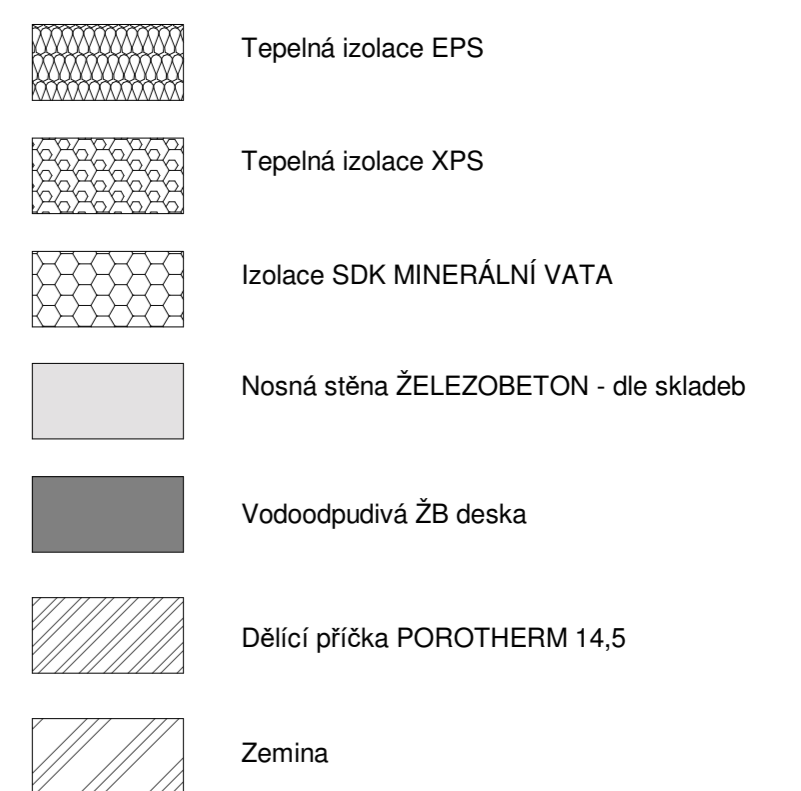 Tepelná izolace EPS
Tepelná izolace XPS
Izolace SDK MINERÁLNÍ VATA
Nosná stěna ŽELEZOBETON - dle skladeb
Vodoodpudivá ŽB deska
Dělící příčka POROTHERM 14,5
Zemina